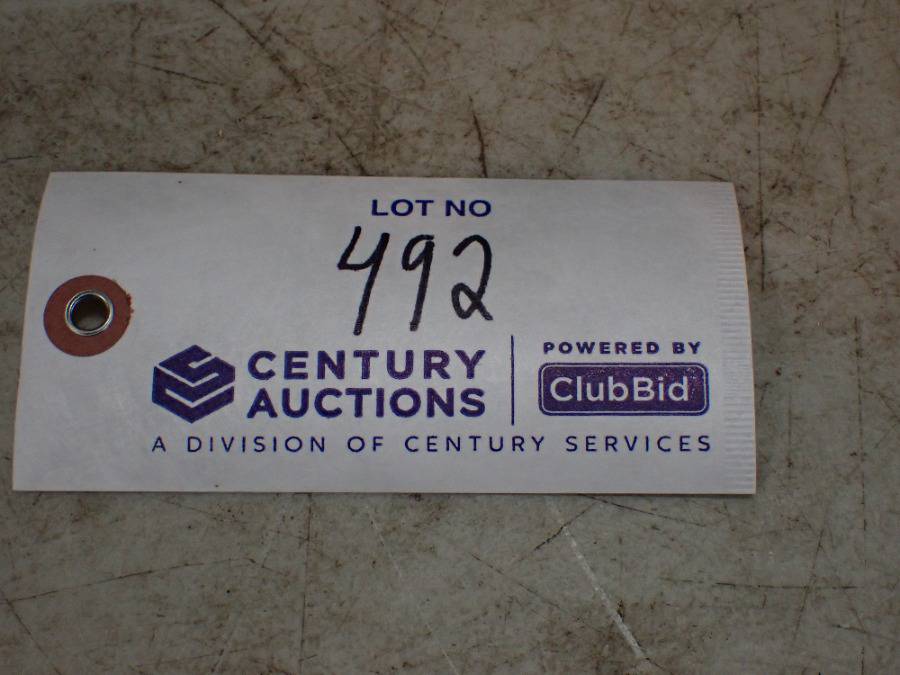 LOT NO
492
CENTURY
AUCTIONS
POWERED BY
ClubBid
A DIVISION OF CENTURY SERVICES